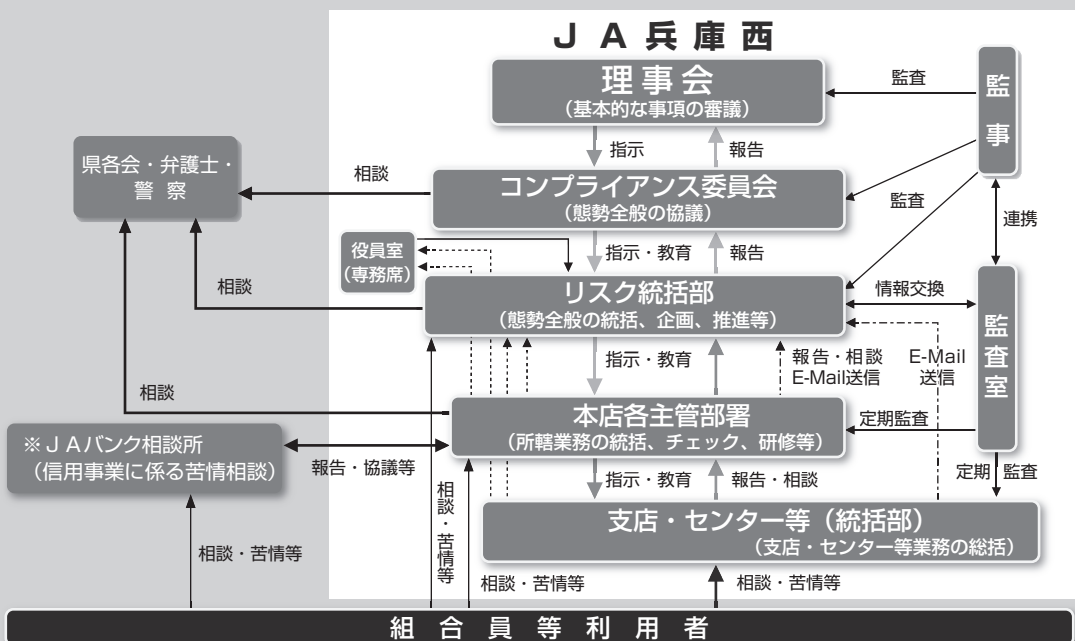 JA兵庫西
理事会
(基本的な事項の審議)
監査
監事
指示
報告
県各会・弁護士・
警察
相談
コンプライアンス委員会
(態勢全般の協議)
監査
連携
役員室
(専務席)
指示・教育
報告
相談
リスク統括部
(態勢全般の統括、企画、推進等)
情報交換
監査室
指示・教育
報告・相談
E-Mail送信
E-Mail
送信
相談
本店各主管部署
(所轄業務の統括、チェック、研修等)
定期監査
※JAバンク相談所
(信用事業に係る苦情相談)
報告・協議等
指示・教育
報告・相談
定期監査
相談・苦情等
支店・センター等(統括部)
(支店・センター等業務の総括)
相談・苦情等
相談・苦情等
相談・苦情等
組合員等利用者